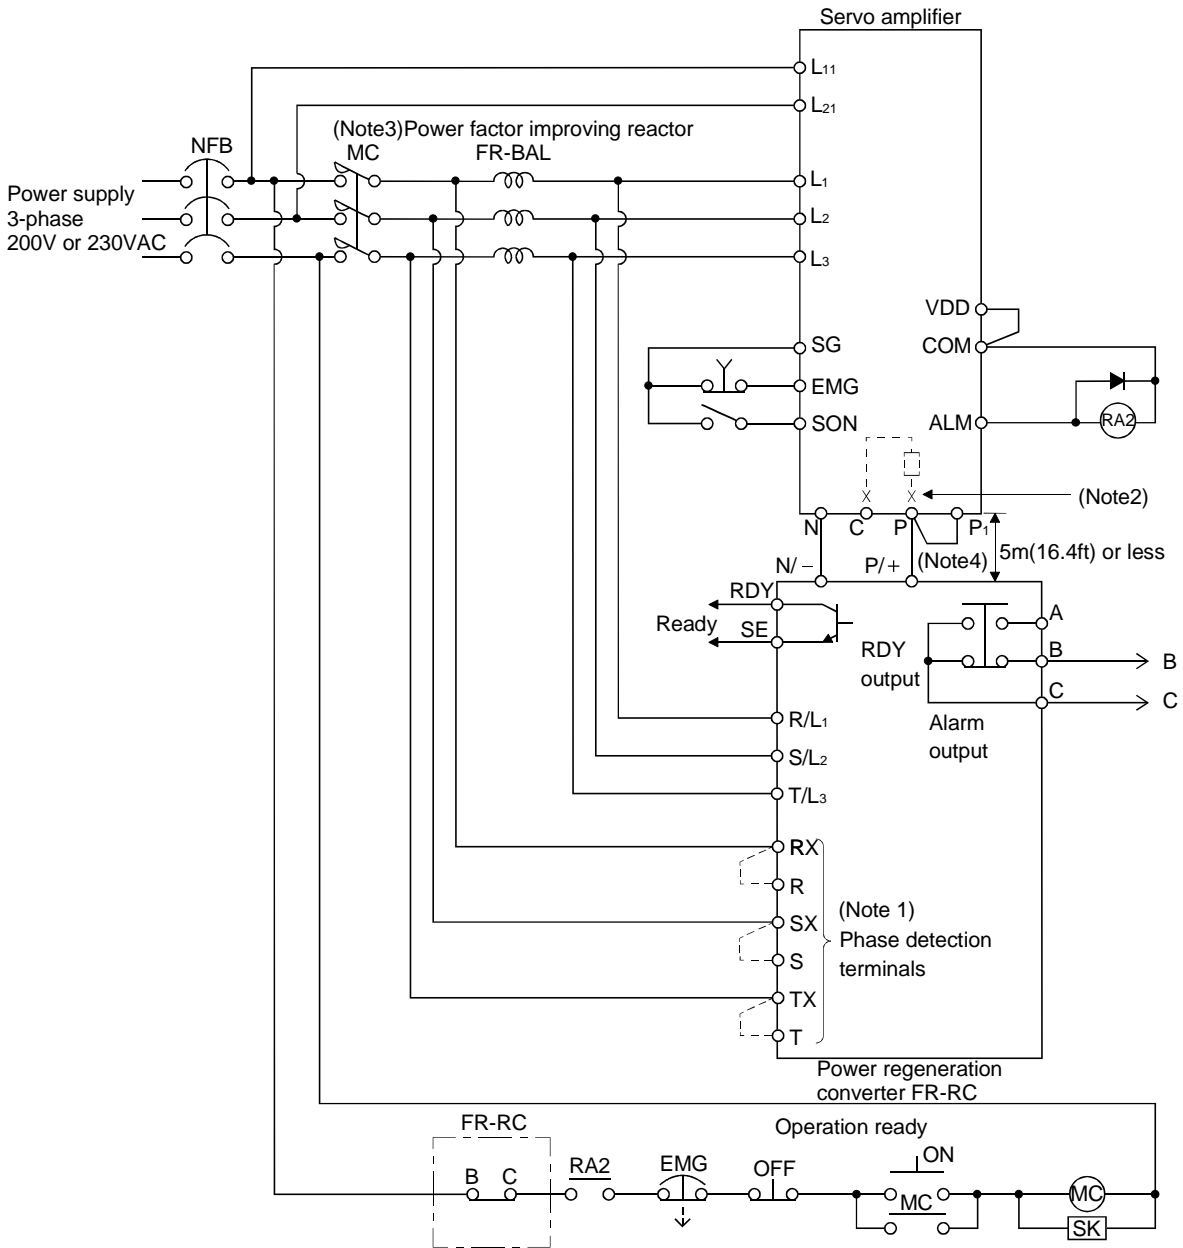 Servo amplifier
L11
L21
(Note3)Power factor improving reactor
NFB
MC
FR-BAL
Power supply
3-phase
200V or 230VAC
L1
L2
L3
VDD
COM
SG
EMG
SON
ALM
RA2
(Note2)
N
C
P
P1
(Note4)
5m(16.4ft) or less
N/−
P/+
RDY
Ready
SE
A
RDY
output
B
B
C
C
Alarm
output
R/L1
S/L2
T/L3
RX
R
(Note 1)
Phase detection
terminals
SX
S
TX
T
Power regeneration
converter FR-RC
FR-RC
Operation ready
B
C
RA2
EMG
OFF
ON
MC
MC
SK